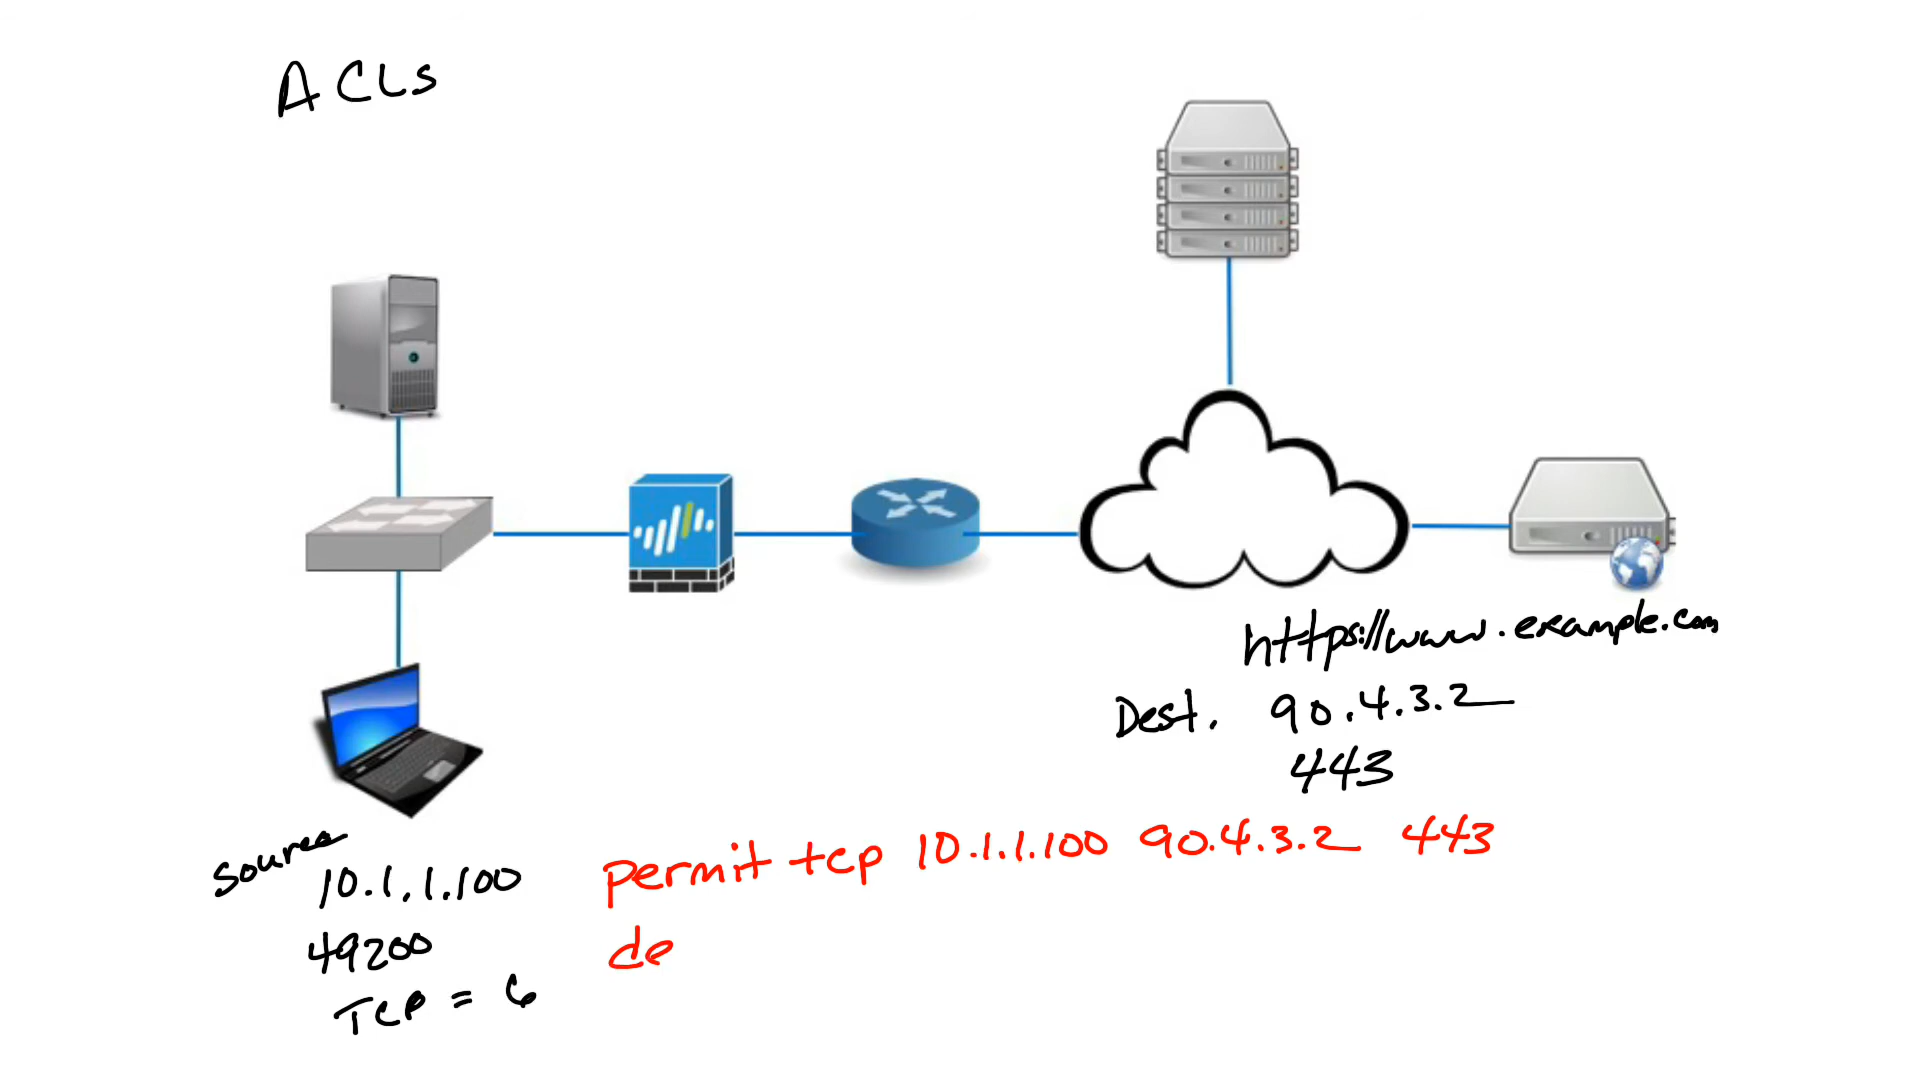 ACLs
https://www.example.com
Dest. 90.4.3.2
443
Source
10.1.1.100
49200
TCP = 6
permit tcp 10.1.1.100 90.4.3.2 443
de